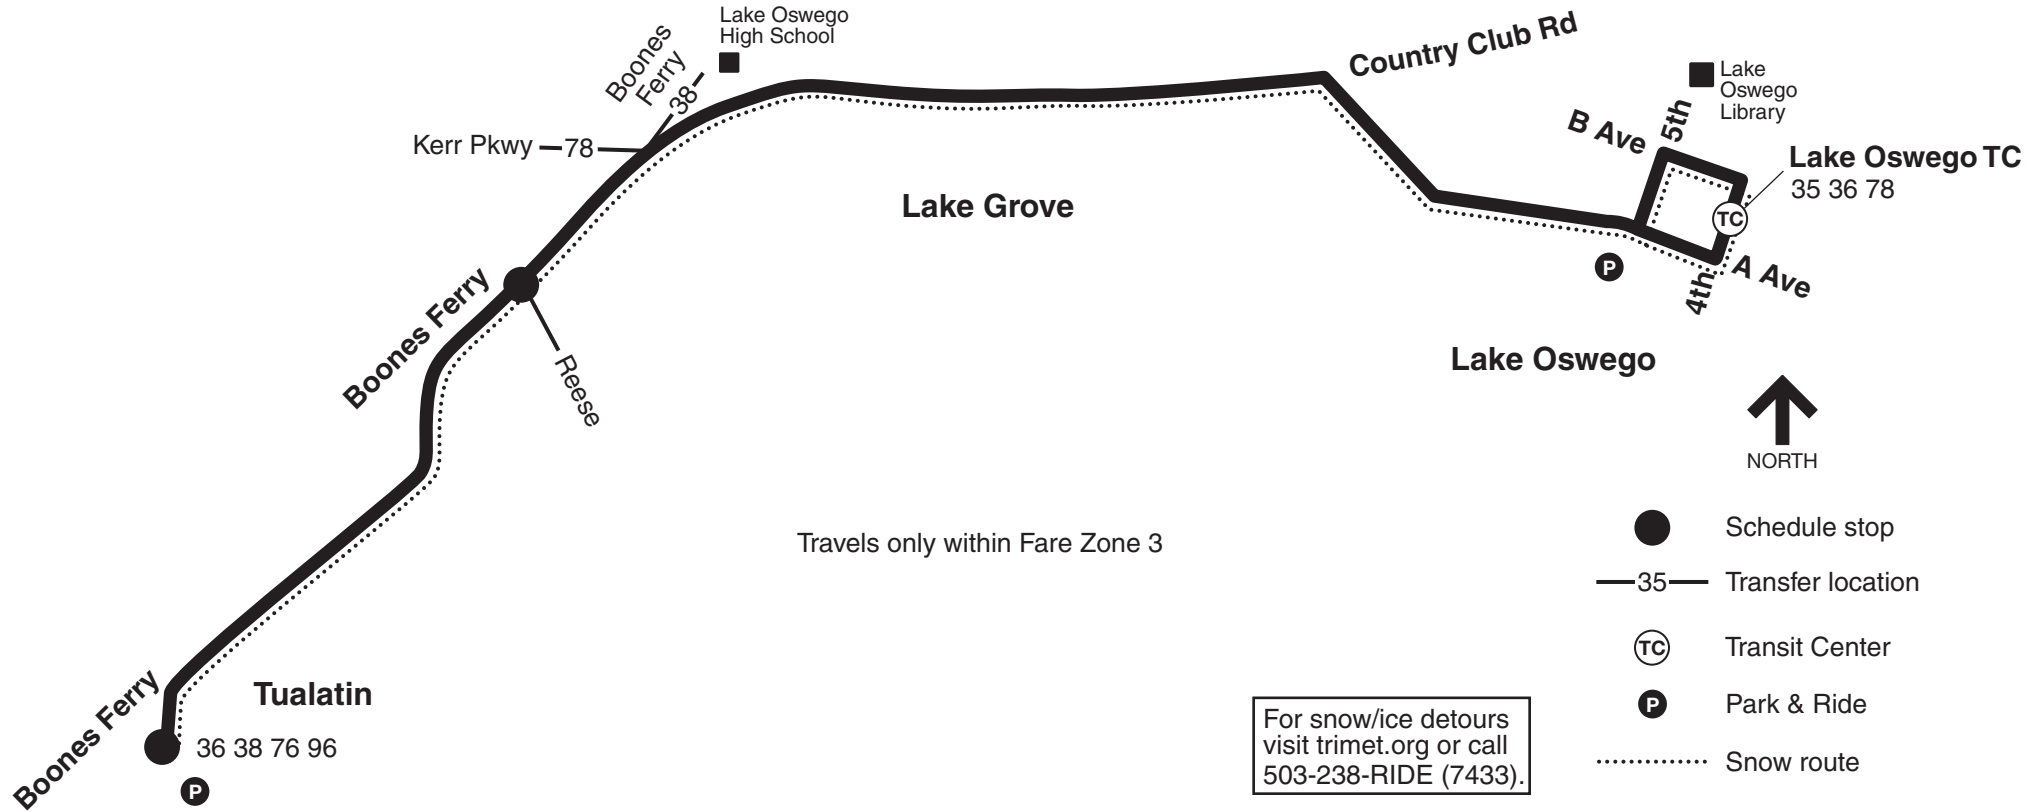 Lake Oswego
High School
Boones
Ferry
38
Kerr Pkwy
78
Country Club Rd
Lake
Oswego
Library
B Ave
5th
Lake Oswego TC
35 36 78
TC
Lake Grove
P
A Ave
4th
Boones Ferry
Reese
Lake Oswego
NORTH
Travels only within Fare Zone 3
Schedule stop
35
Transfer location
TC
Transit Center
P
Park & Ride
Snow route
Boones Ferry
Tualatin
36 38 76 96
P
For snow/ice detours
visit trimet.org or call
503-238-RIDE (7433).